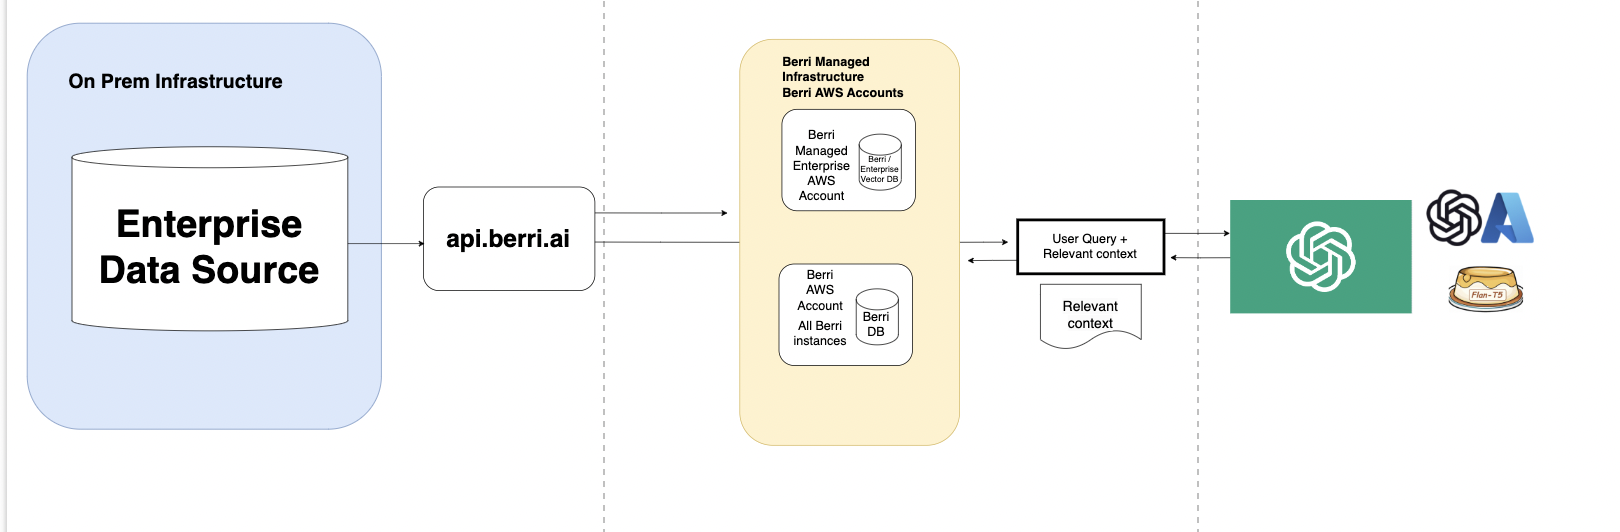 On Prem Infrastructure
Enterprise
Data Source
api.berri.ai
Berri Managed
Infrastructure
Berri AWS Accounts
Berri
Managed
Enterprise
AWS
Account
Berri /
Enterprise
Vector DB
Berri
AWS
Account
All Berri
instances
Berri
DB
User Query +
Relevant context
Relevant
context
Flan-T5